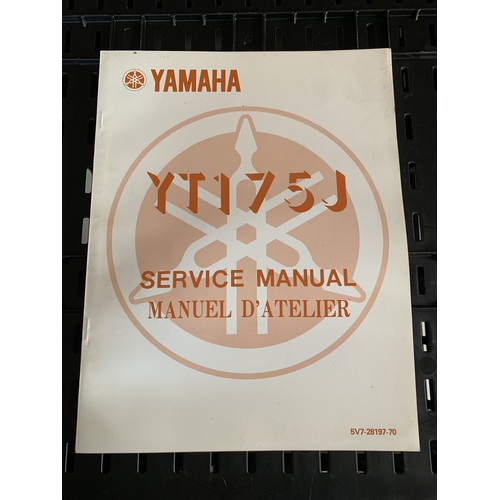 YAMAHA
YT175J
SERVICE MANUAL
MANUEL D'ATELIER
5V7-28197-70